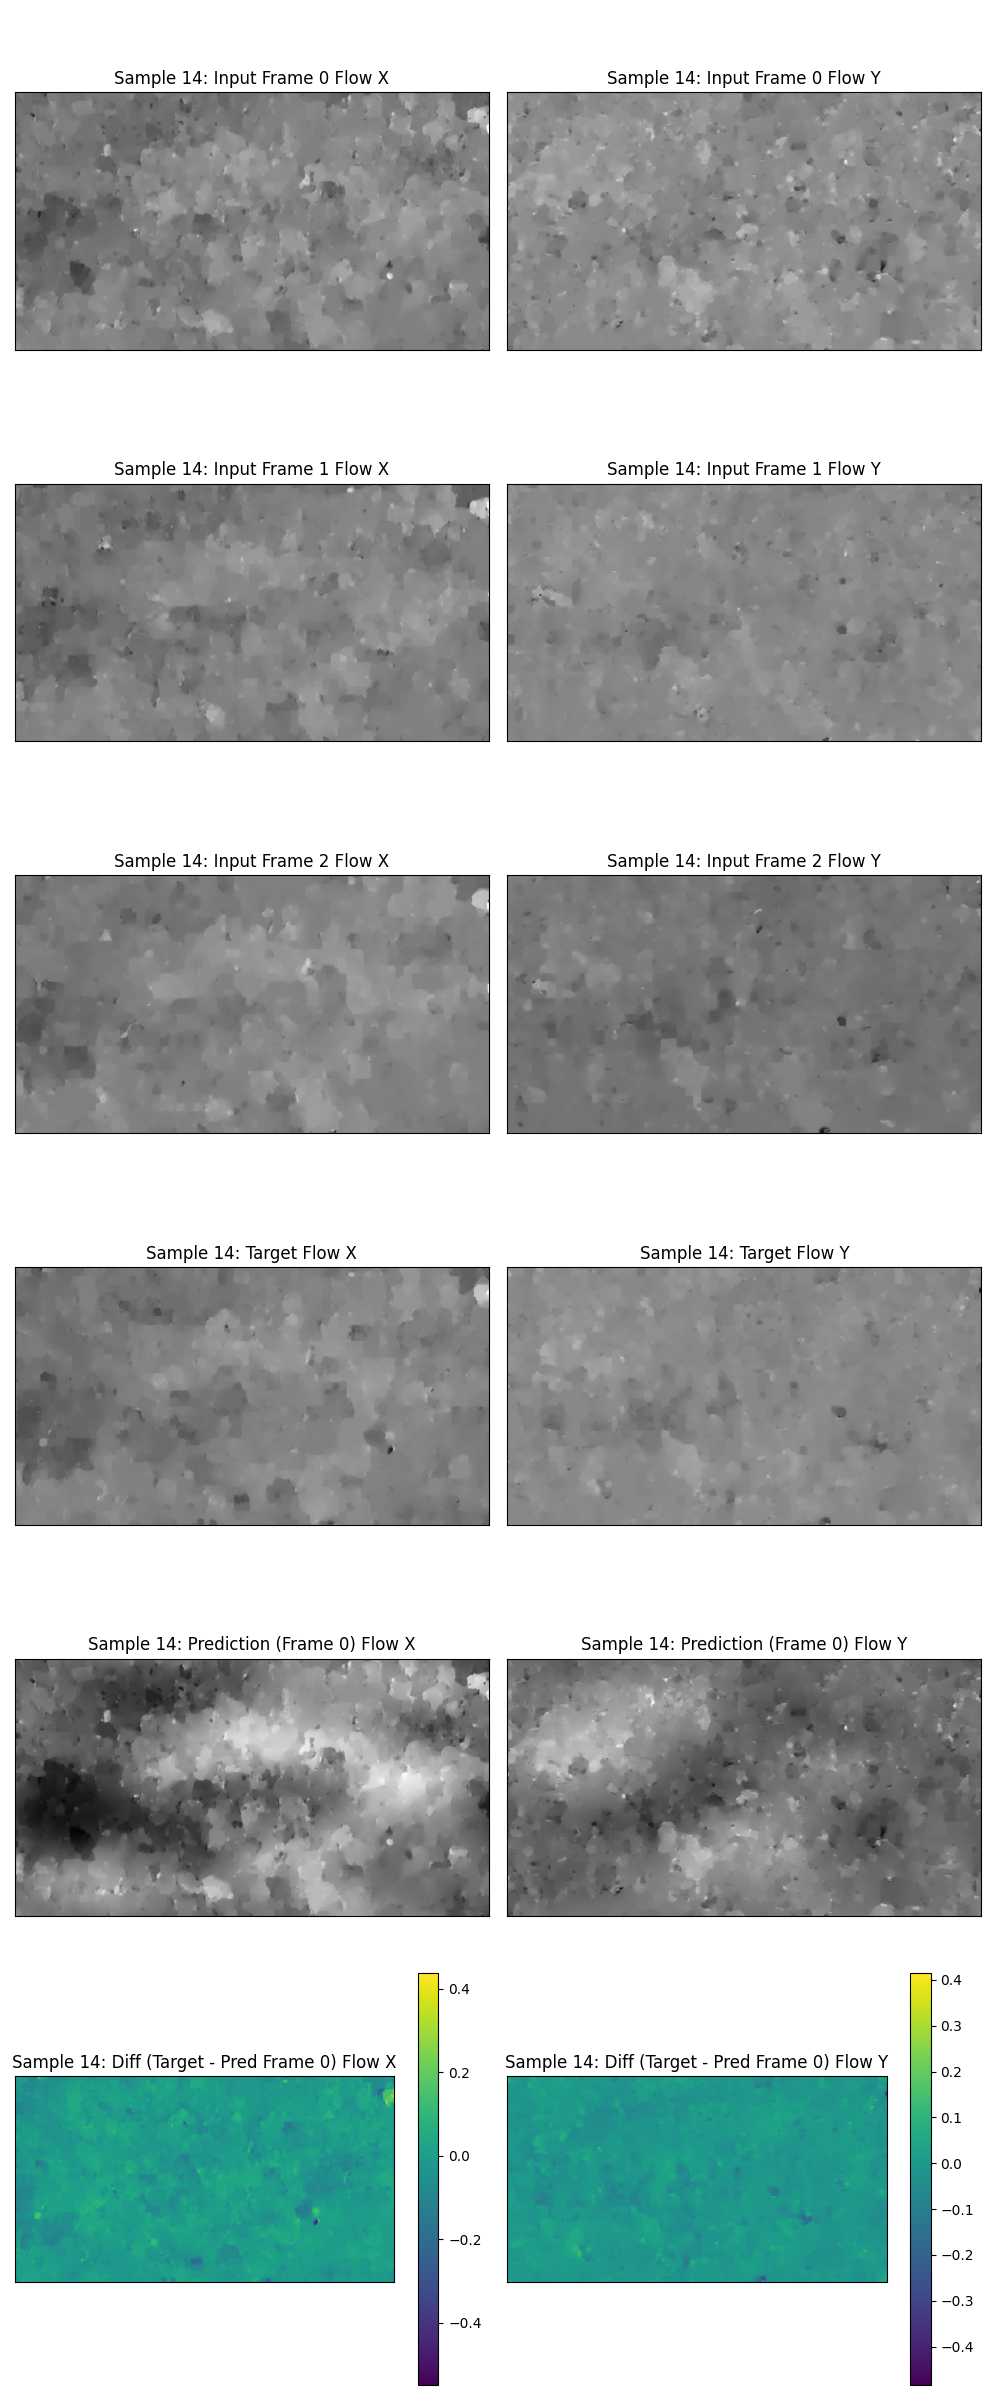 Sample 14: Input Frame 0 Flow X
Sample 14: Input Frame 0 Flow Y
Sample 14: Input Frame 1 Flow X
Sample 14: Input Frame 1 Flow Y
Sample 14: Input Frame 2 Flow X
Sample 14: Input Frame 2 Flow Y
Sample 14: Target Flow X
Sample 14: Target Flow Y
Sample 14: Prediction (Frame 0) Flow X
Sample 14: Prediction (Frame 0) Flow Y
Sample 14: Diff (Target - Pred Frame 0) Flow X
0.4
0.2
0.0
−0.2
−0.4
Sample 14: Diff (Target - Pred Frame 0) Flow Y
0.4
0.3
0.2
0.1
0.0
−0.1
−0.2
−0.3
−0.4